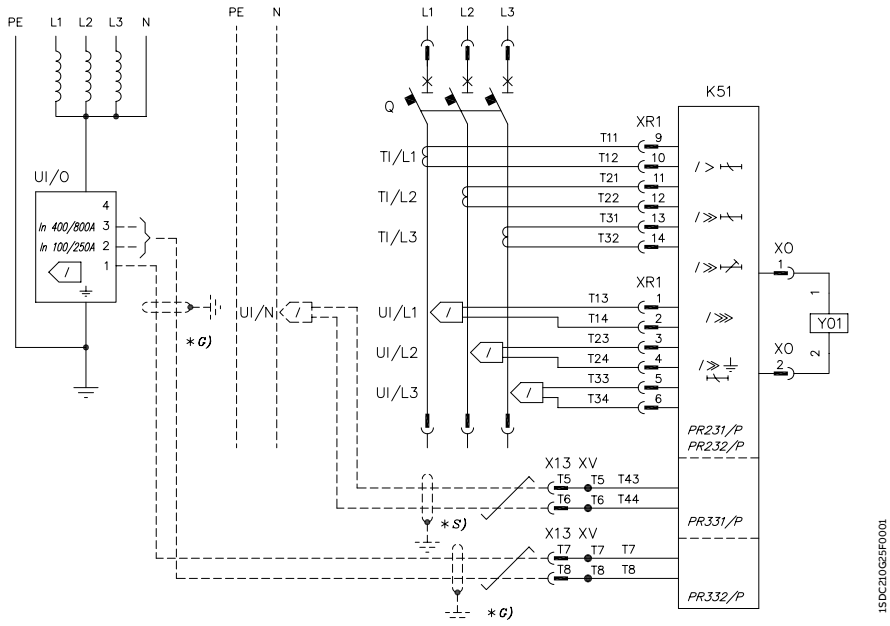 PE L1 L2 L3 N
PE N
L1 L2 L3
UI/O
4
In 400/800A 3
In 100/250A 2
1
/
*G)
UI/N
/
Q
TI/L1
TI/L2
TI/L3
UI/L1 /
UI/L2 /
UI/L3 /
K51
XR1
T11 9
T12 10
T21 11
T22 12
T31 13
T32 14
XR1
T13 1
T14 2
T23 3
T24 4
T33 5
T34 6
/ >
/ >>
/ >>
/ >>>
/ >>
PR231/P
PR232/P
PR331/P
PR332/P
XO
1
1
Y01
2
XO
2
X13 XV
T5 T5 T43
T6 T6 T44
*S)
X13 XV
T7 T7 T7
T8 T8 T8
*G)
1SDC210G25F0001